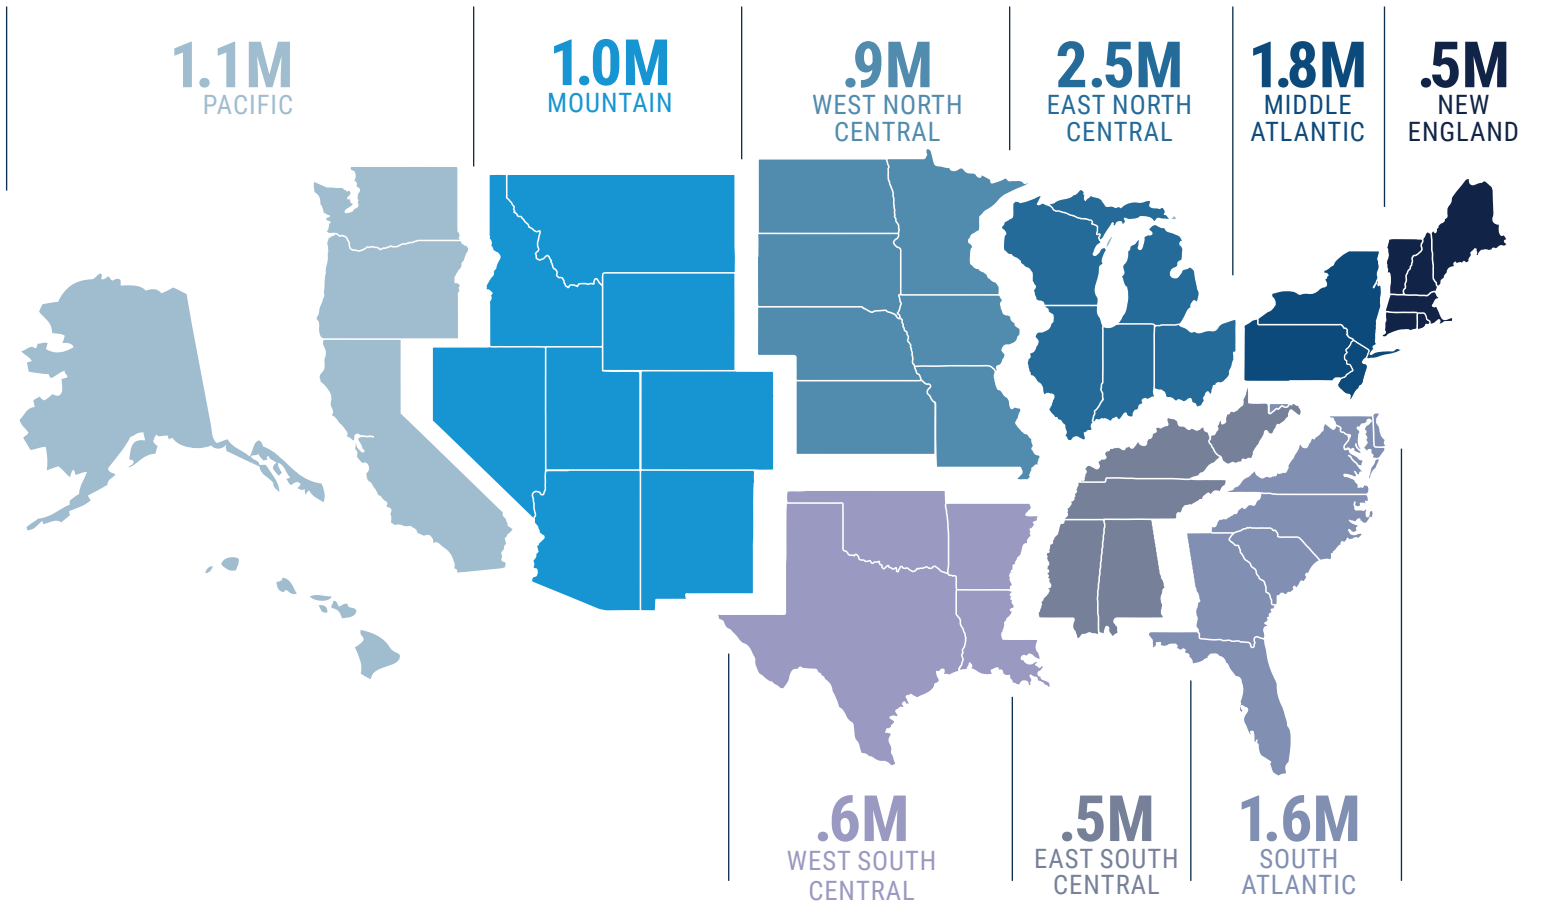 1.1M
PACIFIC
1.0M
MOUNTAIN
.9M
WEST NORTH
CENTRAL
2.5M
EAST NORTH
CENTRAL
1.8M
MIDDLE
ATLANTIC
.5M
NEW
ENGLAND
.6M
WEST SOUTH
CENTRAL
.5M
EAST SOUTH
CENTRAL
1.6M
SOUTH
ATLANTIC